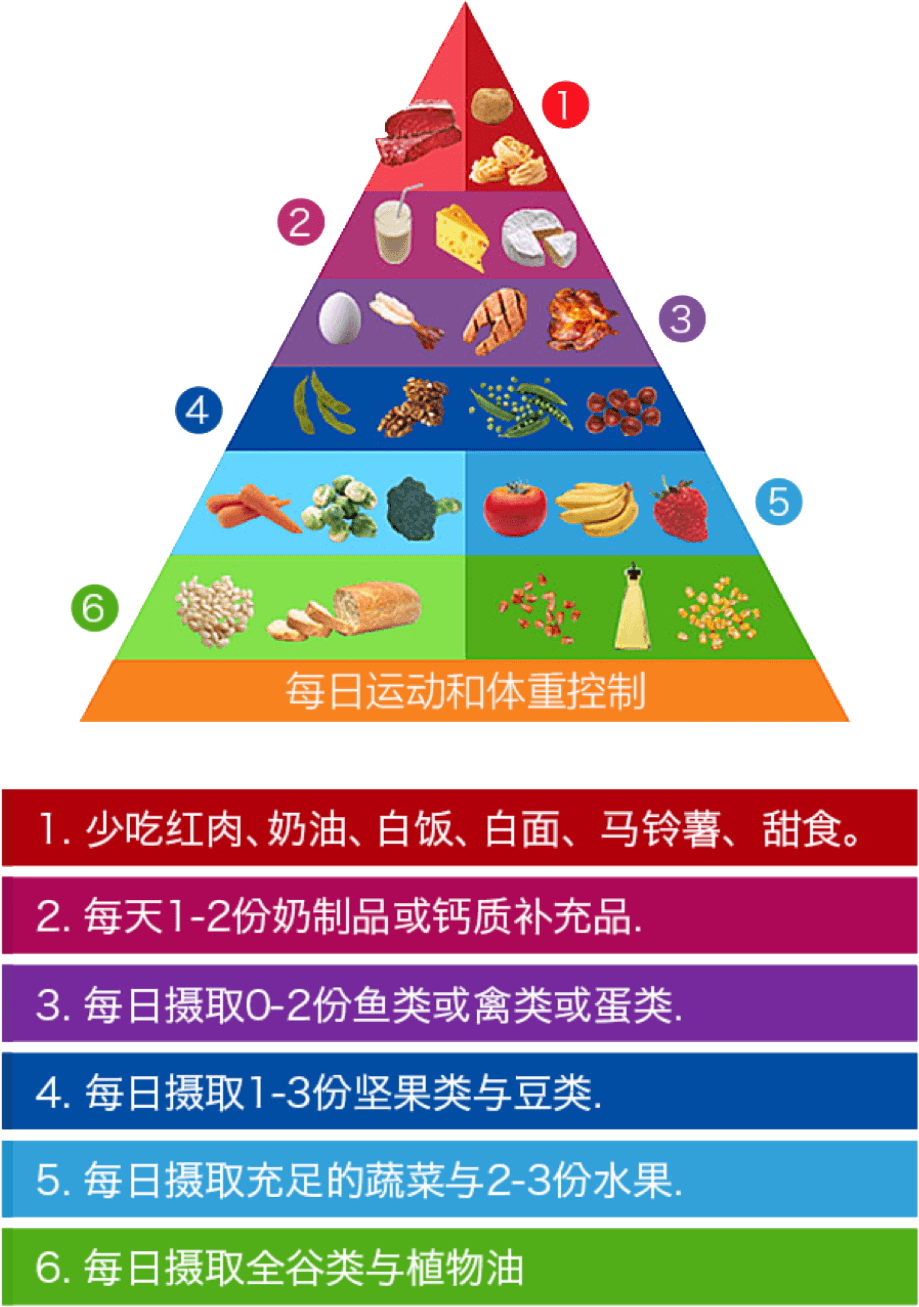 1
2
3
4
5
6
每日运动和体重控制
1. 少吃红肉、奶油、白饭、白面、马铃薯、甜食。
2. 每天1-2份奶制品或钙质补充品.
3. 每日摄取0-2份鱼类或禽类或蛋类.
4. 每日摄取1-3份坚果类与豆类.
5. 每日摄取充足的蔬菜与2-3份水果.
6. 每日摄取全谷类与植物油